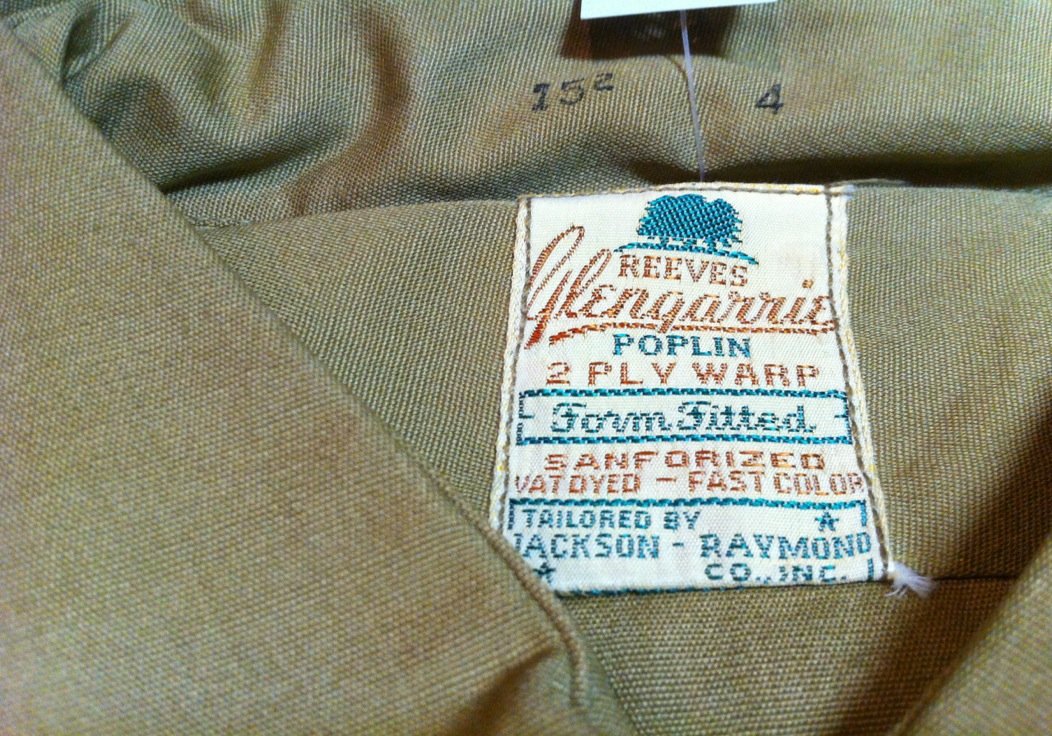 15² 4
REEVES
Glengarrie
POPLIN
2 PLY WARP
Form Fitted
SANFORIZED
VAT DYED - FAST COLOR
TAILORED BY
JACKSON - RAYMOND
CO., INC.